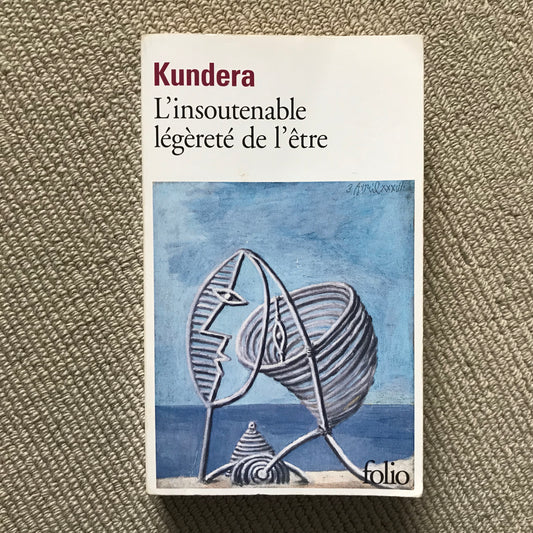 Kundera
L'insoutenable
légèreté de l'être
folio